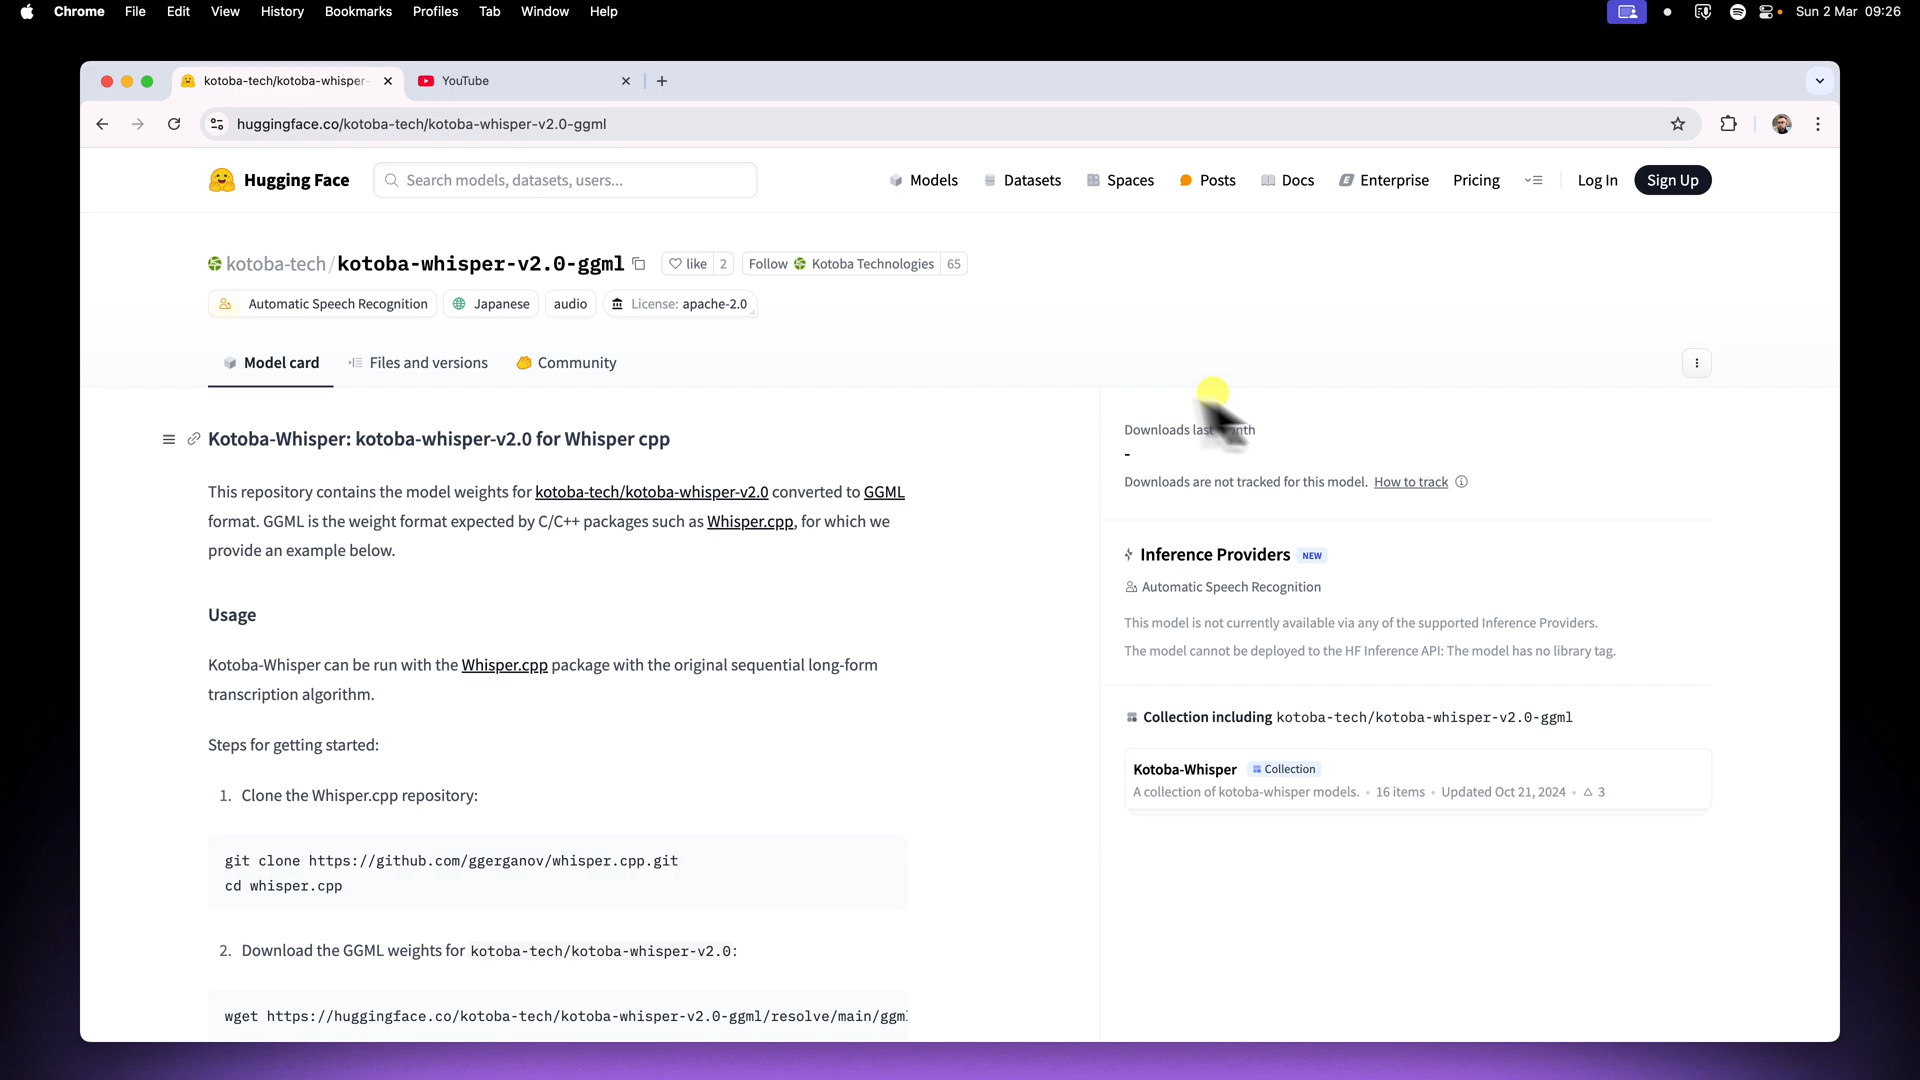 Chrome File Edit View History Bookmarks Profiles Tab Window Help Sun 2 Mar 09:26
kotoba-tech/kotoba-whisper- YouTube
huggingface.co/kotoba-tech/kotoba-whisper-v2.0-ggml
Hugging Face Search models, datasets, users... Models Datasets Spaces Posts Docs Enterprise Pricing Log In Sign Up
kotoba-tech/kotoba-whisper-v2.0-ggml like 2 Follow Kotoba Technologies 65
Automatic Speech Recognition Japanese audio License: apache-2.0
Model card Files and versions Community
Kotoba-Whisper: kotoba-whisper-v2.0 for Whisper cpp
This repository contains the model weights for kotoba-tech/kotoba-whisper-v2.0 converted to GGML
format. GGML is the weight format expected by C/C++ packages such as Whisper.cpp, for which we
provide an example below.
Usage
Kotoba-Whisper can be run with the Whisper.cpp package with the original sequential long-form
transcription algorithm.
Steps for getting started:
1. Clone the Whisper.cpp repository:
git clone https://github.com/ggerganov/whisper.cpp.git
cd whisper.cpp
2. Download the GGML weights for kotoba-tech/kotoba-whisper-v2.0:
wget https://huggingface.co/kotoba-tech/kotoba-whisper-v2.0-ggml/resolve/main/ggml
Downloads last month
-
Downloads are not tracked for this model. How to track
Inference Providers NEW
Automatic Speech Recognition
This model is not currently available via any of the supported Inference Providers.
The model cannot be deployed to the HF Inference API: The model has no library tag.
Collection including kotoba-tech/kotoba-whisper-v2.0-ggml
Kotoba-Whisper Collection
A collection of kotoba-whisper models. • 16 items • Updated Oct 21, 2024 • 3